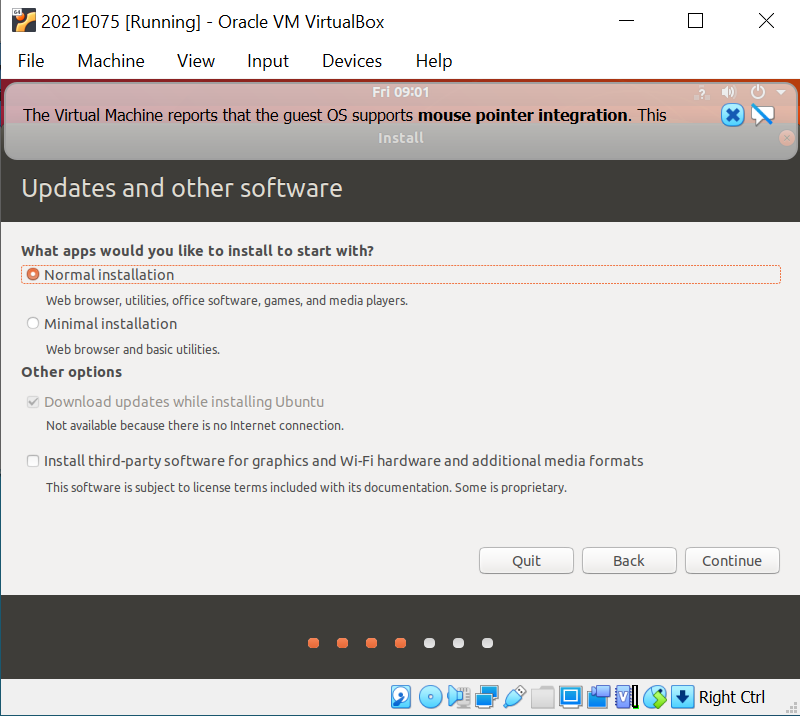 2021E075 [Running] - Oracle VM VirtualBox
File Machine View Input Devices Help
Fri 09:01
The Virtual Machine reports that the guest OS supports mouse pointer integration. This
Install
Updates and other software
What apps would you like to install to start with?
Normal installation
Web browser, utilities, office software, games, and media players.
Minimal installation
Web browser and basic utilities.
Other options
Download updates while installing Ubuntu
Not available because there is no Internet connection.
Install third-party software for graphics and Wi-Fi hardware and additional media formats
This software is subject to license terms included with its documentation. Some is proprietary.
Quit Back Continue
Right Ctrl